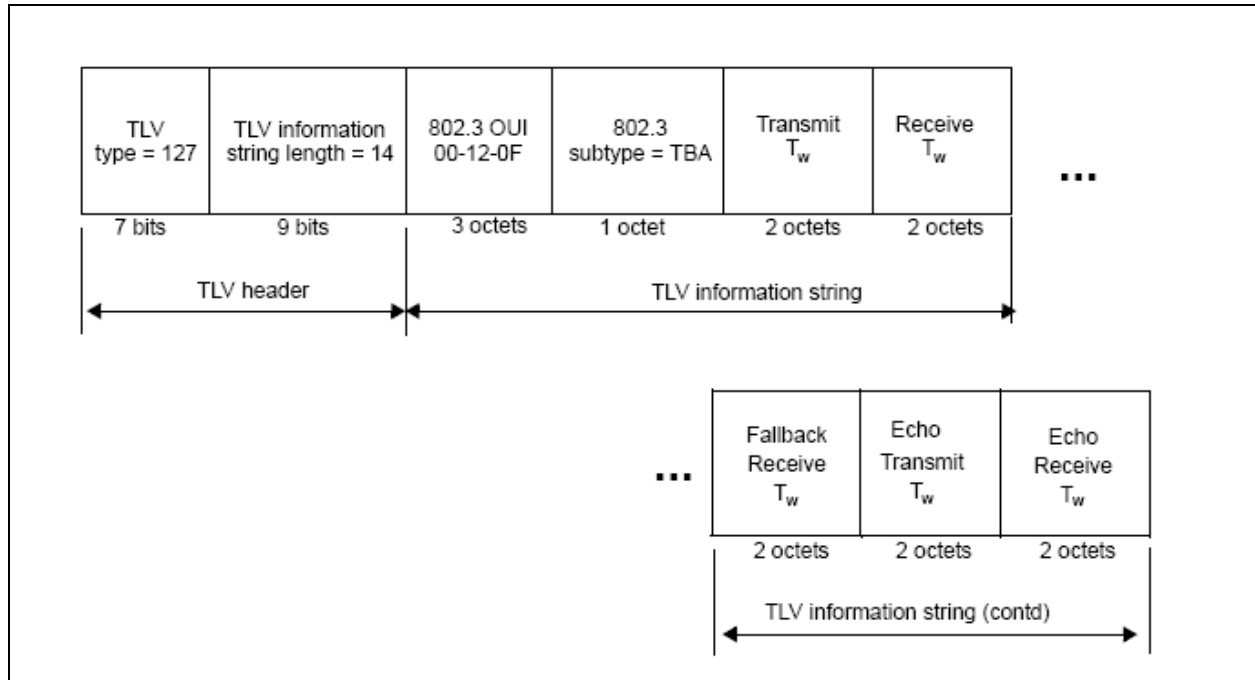 TLV
type = 127
TLV information
string length = 14
802.3 OUI
00-12-0F
802.3
subtype = TBA
Transmit
Tw
Receive
Tw
...
7 bits
9 bits
3 octets
1 octet
2 octets
2 octets
TLV header
TLV information string
...
Fallback
Receive
Tw
Echo
Transmit
Tw
Echo
Receive
Tw
2 octets
2 octets
2 octets
TLV information string (contd)